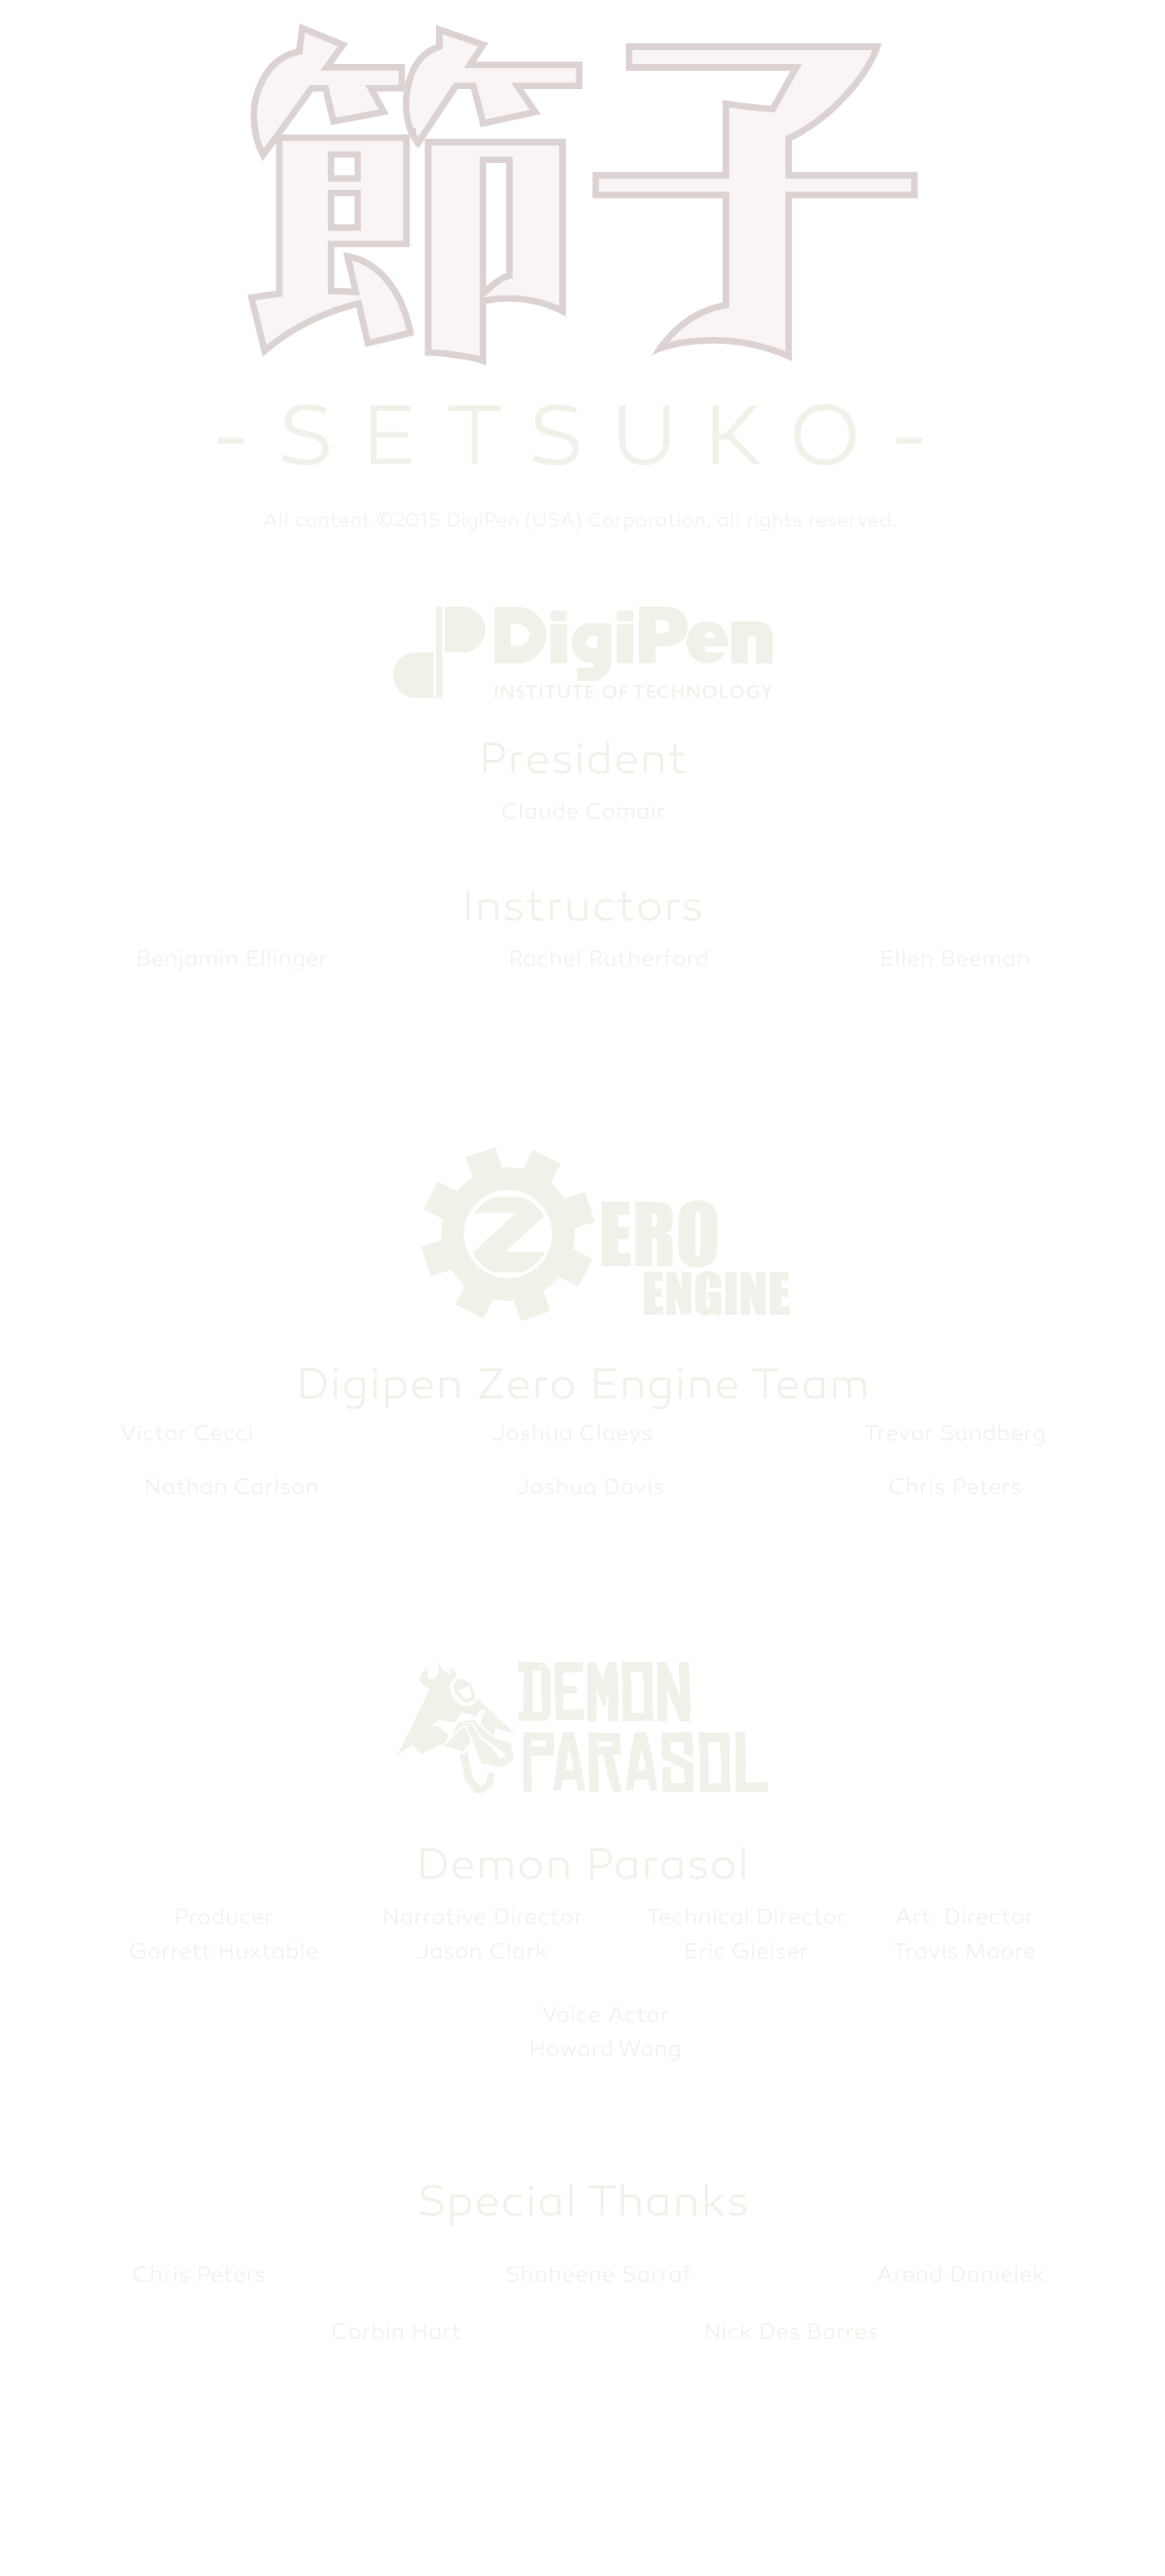 節子
- S E T S U K O -
All content ©2015 DigiPen (USA) Corporation, all rights reserved.
DigiPen
INSTITUTE OF TECHNOLOGY
President
Claude Comair
Instructors
Benjamin Ellinger Rachel Rutherford Ellen Beeman
ZERO
ENGINE
Digipen Zero Engine Team
Victor Cecci Joshua Claeys Trevor Sundberg
Nathan Carlson Joshua Davis Chris Peters
DEMON
PARASOL
Demon Parasol
Producer Narrative Director Technical Director Art Director
Garrett Huxtable Jason Clark Eric Gleiser Travis Moore
Voice Actor
Howard Wang
Special Thanks
Chris Peters Shaheene Sarraf Arend Danielek
Corbin Hart Nick Des Barres